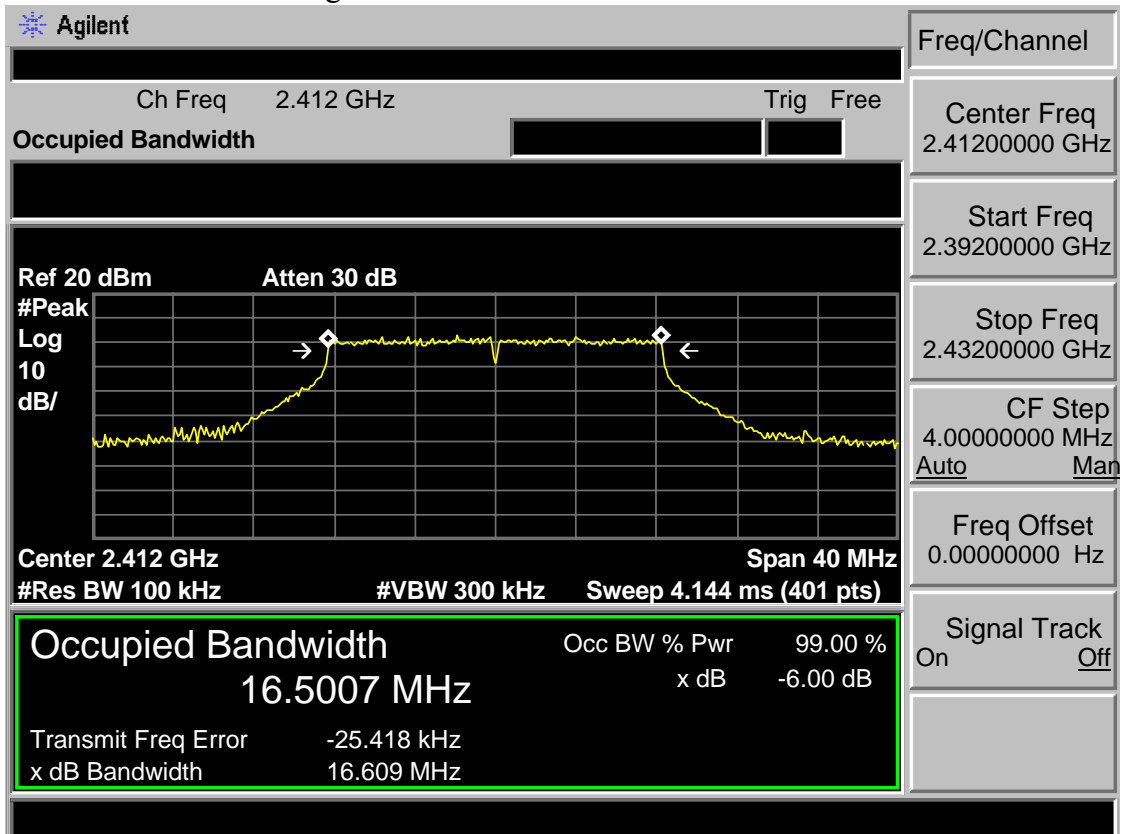 Agilent
Freq/Channel
Ch Freq 2.412 GHz Trig Free
Occupied Bandwidth
Center Freq
2.41200000 GHz
Start Freq
2.39200000 GHz
Stop Freq
2.43200000 GHz
CF Step
4.00000000 MHz
Auto Man
Freq Offset
0.00000000 Hz
Signal Track
On Off
Ref 20 dBm Atten 30 dB
#Peak
Log
10
dB/
Center 2.412 GHz Span 40 MHz
#Res BW 100 kHz #VBW 300 kHz Sweep 4.144 ms (401 pts)
Occupied Bandwidth Occ BW % Pwr 99.00 %
16.5007 MHz x dB -6.00 dB
Transmit Freq Error -25.418 kHz
x dB Bandwidth 16.609 MHz